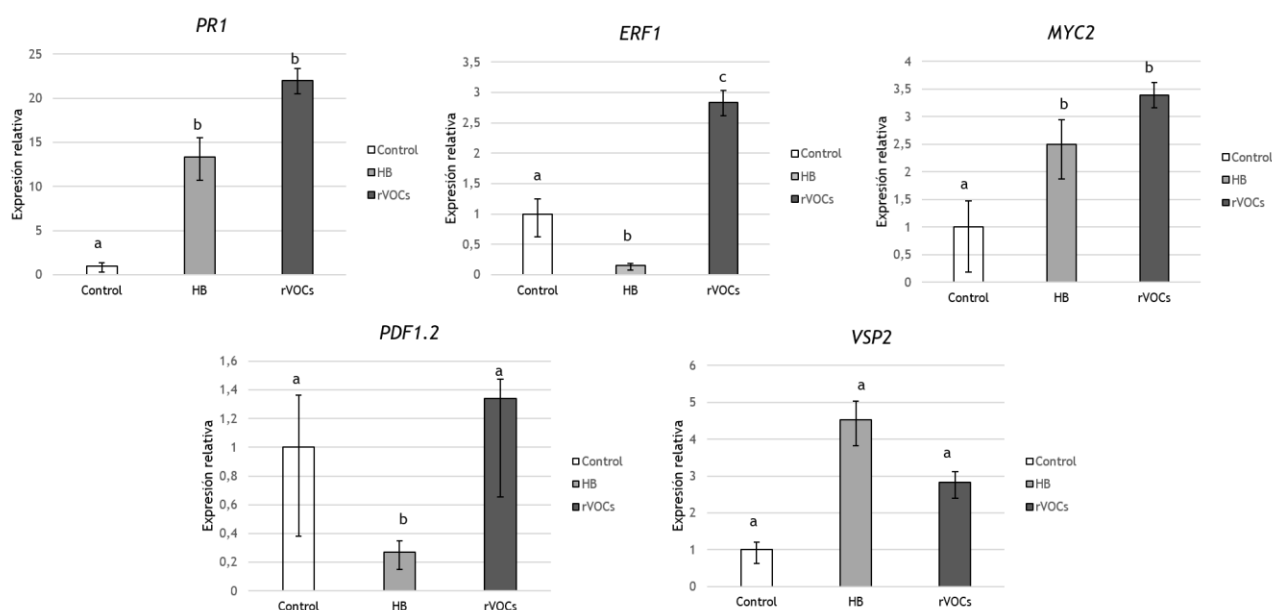 PR1
Expresión relativa
25
20
15
10
5
0
a
b
b
Control
HB
rVOCs
Control
HB
rVOCs
ERF1
Expresión relativa
3,5
3
2,5
2
1,5
1
0,5
0
a
b
c
Control
HB
rVOCs
Control
HB
rVOCs
MYC2
Expresión relativa
4
3,5
3
2,5
2
1,5
1
0,5
0
a
b
b
Control
HB
rVOCs
Control
HB
rVOCs
PDF1.2
Expresión relativa
1,6
1,4
1,2
1
0,8
0,6
0,4
0,2
0
a
b
a
Control
HB
rVOCs
Control
HB
rVOCs
VSP2
Expresión relativa
6
5
4
3
2
1
0
a
a
a
Control
HB
rVOCs
Control
HB
rVOCs